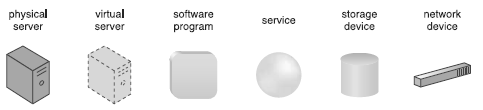 physical
server
virtual
server
software
program
service
storage
device
network
device